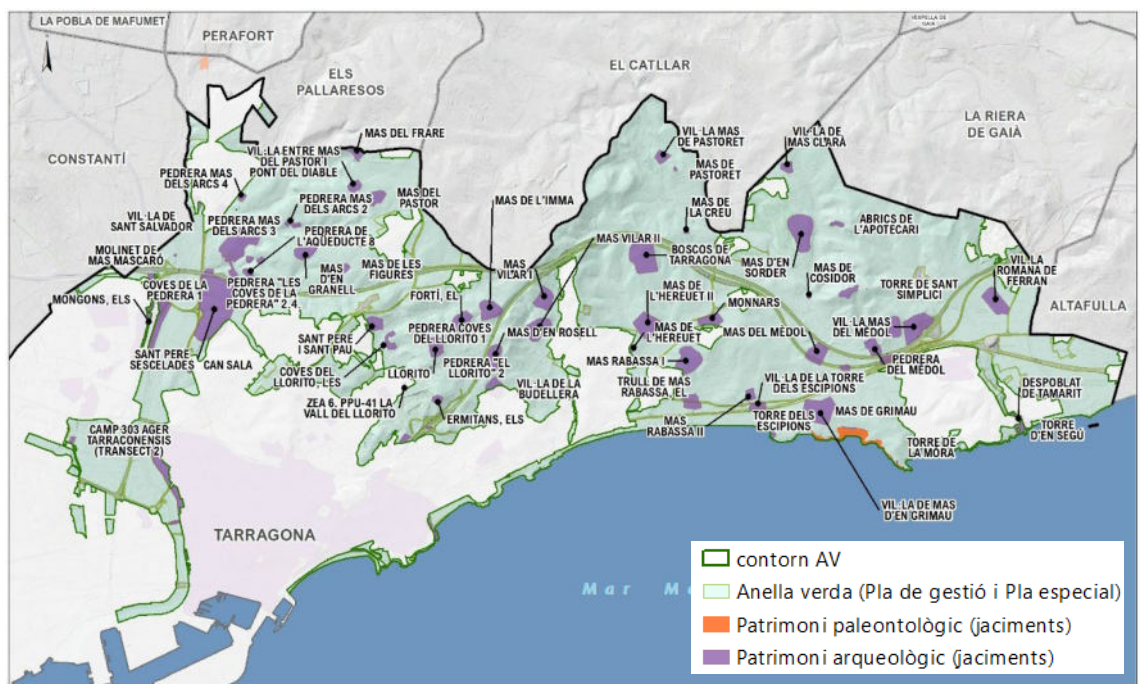 LA POBLA DE MAFUMET
PERAFORT
ELS
PALLARESOS
EL CATLLAR
VESPELLA DE
GAIÀ
LA RIERA
DE GAIÀ
CONSTANTÍ
ALTAFULLA
MAS DEL FRARE
VIL·LA ENTRE MAS
DEL PASTOR I
PONT DEL DIABLE
PEDRERA MAS
DELS ARCS 4
PEDRERA MAS
DELS ARCS 2
MAS DEL
PASTOR
VIL·LA DE
SANT SALVADOR
PEDRERA MAS
DELS ARCS 3
PEDRERA DE
L'AQÜEDUCTE 8
MAS DE L'IMMA
MOLINET DE
MAS MASCARÓ
COVES DE LA
PEDRERA 1
PEDRERA "LES
COVES DE LA
PEDRERA" 2, 4.
MAS
D'EN
GRANELL
MAS DE LES
FIGURES
MONGONS, ELS
SANT PERE
SESCELADES
CAN SALA
SANT PERE
I SANT PAU
FORTÍ, EL
PEDRERA COVES
DEL LLORITO 1
COVES DEL
LLORITO, LES
LLORITO
PEDRERA "EL
LLORITO" 2
ZEA 6. PPU-41 LA
VALL DEL LLORITO
ERMITANS, ELS
VIL·LA DE LA
BUDELLERA
MAS
VILAR I
MAS VILAR II
MAS D'EN ROSELL
VIL·LA MAS
DE PASTORET
MAS DE
PASTORET
MAS DE
LA CREU
BOSCOS DE
TARRAGONA
VIL·LA DE
MAS CLARÀ
MAS D'EN
SORDER
ABRICS DE
L'APOTECARI
MAS DE
L'HEREUET II
MAS DE
L'HEREUET
MONNARS
MAS DE
COSIDOR
TORRE DE SANT
SIMPLICI
VIL·LA
ROMANA DE
FERRAN
MAS RABASSA I
MAS DEL MÈDOL
VIL·LA MAS
DEL MÈDOL
PEDRERA
DEL MÈDOL
TRULL DE MAS
RABASSA, EL
MAS
RABASSA II
VIL·LA DE LA TORRE
DELS ESCIPIONS
TORRE DELS
ESCIPIONS
MAS DE GRIMAU
DESPOBLAT
DE TAMARIT
TORRE
D'EN SEGÚ
TORRE DE
LA MORA
VIL·LA DE MAS
D'EN GRIMAU
CAMP 303 AGER
TARRACONENSIS
(TRANSECT 2)
TARRAGONA
Mar
contorn AV
Anella verda (Pla de gestió i Pla especial)
Patrimoni paleontològic (jaciments)
Patrimoni arqueològic (jaciments)